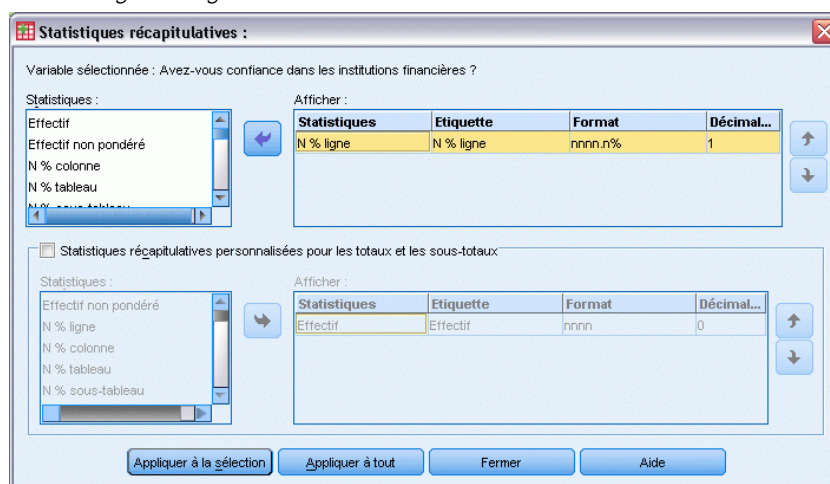 Statistiques récapitulatives :
Variable sélectionnée : Avez-vous confiance dans les institutions financières ?
Statistiques :
Afficher :
Effectif
Effectif non pondéré
N % colonne
N % tableau
N % sous-tableau
Statistiques Etiquette Format Décimal...
N % ligne N % ligne nnnn.n% 1
Statistiques récapitulatives personnalisées pour les totaux et les sous-totaux
Statistiques :
Afficher :
Effectif non pondéré
N % ligne
N % colonne
N % tableau
N % sous-tableau
Statistiques Etiquette Format Décimal...
Effectif Effectif nnnn 0
Appliquer à la sélection Appliquer à tout Fermer Aide